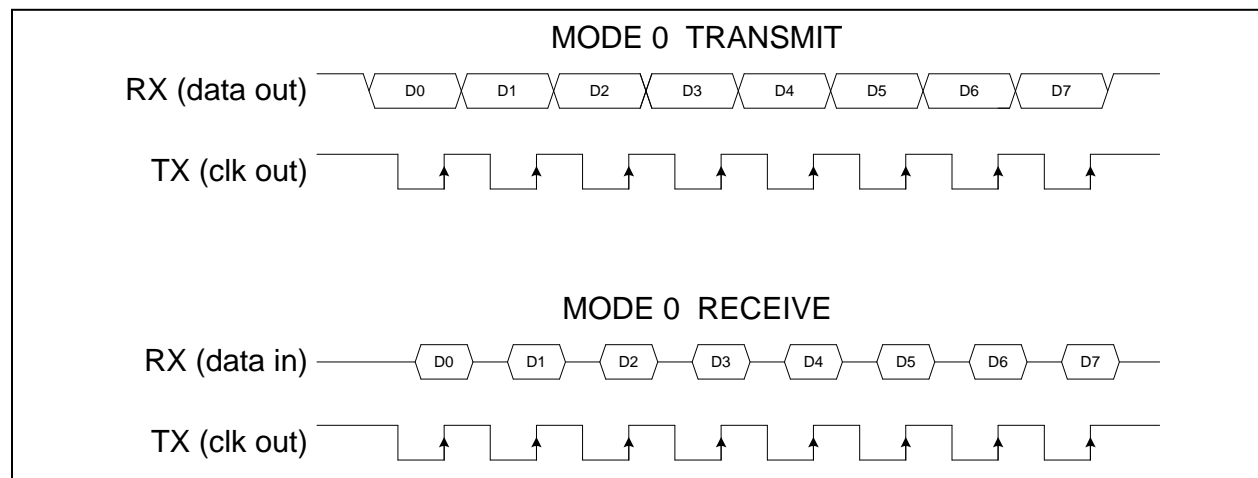 MODE 0 TRANSMIT
RX (data out) D0 D1 D2 D3 D4 D5 D6 D7
TX (clk out)
MODE 0 RECEIVE
RX (data in) D0 D1 D2 D3 D4 D5 D6 D7
TX (clk out)